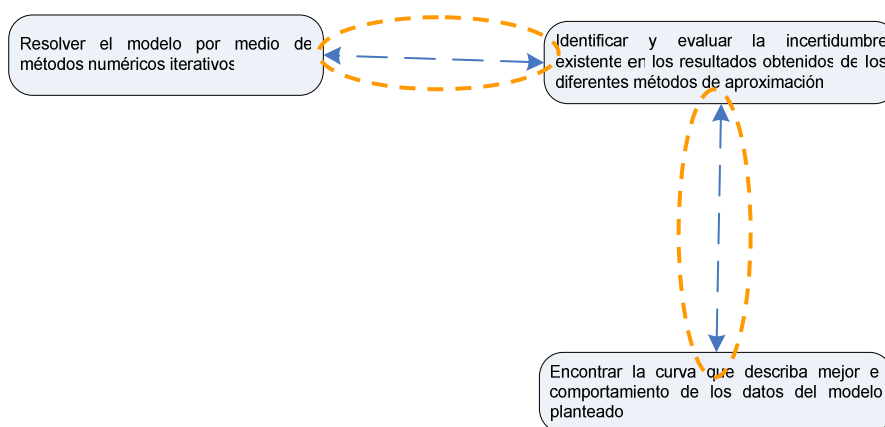 Resolver el modelo por medio de
métodos numéricos iterativos
Identificar y evaluar la incertidumbre
existente en los resultados obtenidos de los
diferentes métodos de aproximación
Encontrar la curva que describa mejor e
comportamiento de los datos del modelo
planteado